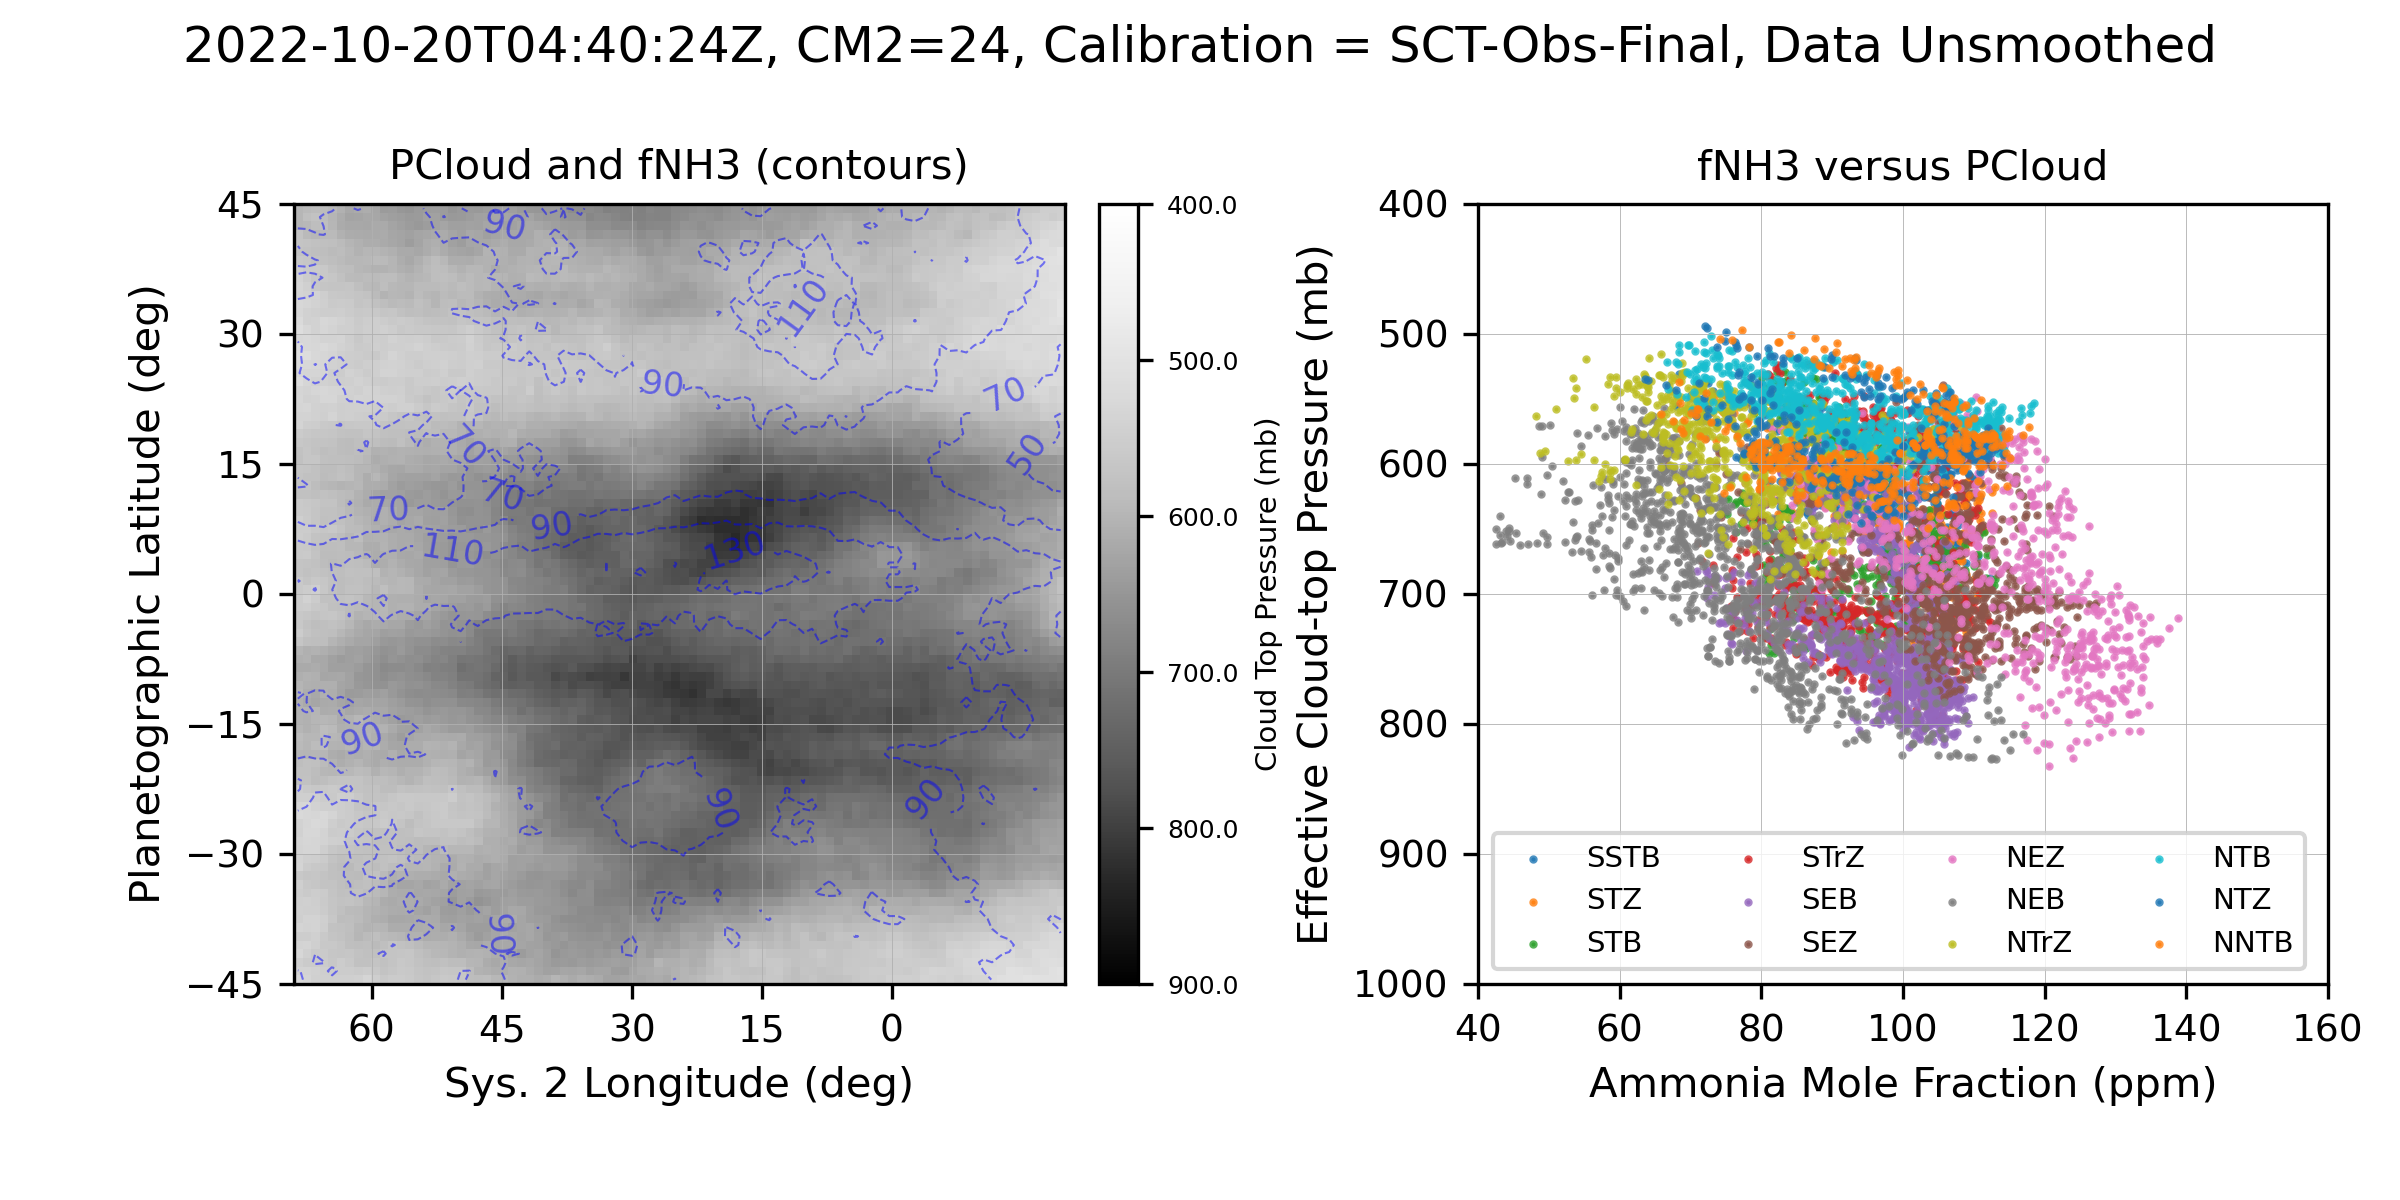 2022-10-20T04:40:24Z, CM2=24, Calibration = SCT-Obs-Final, Data Unsmoothed
PCloud and fNH3 (contours)
Planetographic Latitude (deg)
45
30
15
0
−15
−30
−45
60
45
30
15
0
Sys. 2 Longitude (deg)
90
110
90
70
70
50
70
70
90
110
130
90
90
90
90
400.0
500.0
600.0
700.0
800.0
900.0
Cloud Top Pressure (mb)
fNH3 versus PCloud
Effective Cloud-top Pressure (mb)
400
500
600
700
800
900
1000
SSTB
STZ
STB
STrZ
SEB
SEZ
NEZ
NEB
NTrZ
NTB
NTZ
NNTB
40
60
80
100
120
140
160
Ammonia Mole Fraction (ppm)